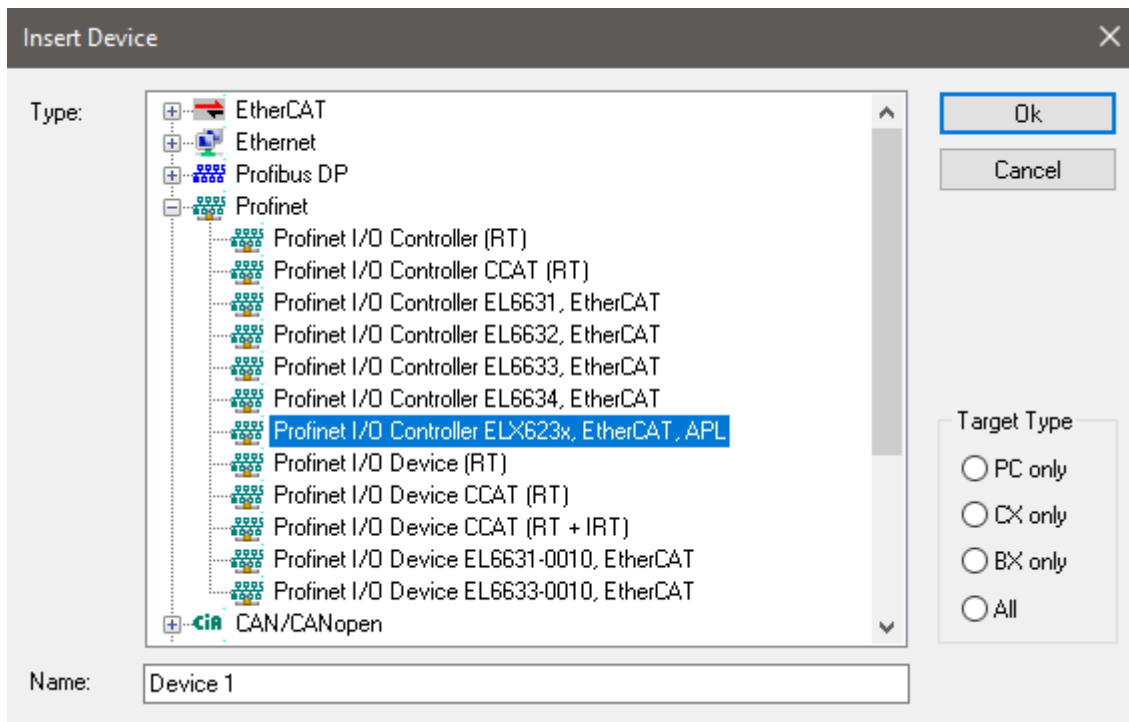 Insert Device
Type:
EtherCAT
Ethernet
Profibus DP
Profinet
Profinet I/O Controller (RT)
Profinet I/O Controller CCAT (RT)
Profinet I/O Controller EL6631, EtherCAT
Profinet I/O Controller EL6632, EtherCAT
Profinet I/O Controller EL6633, EtherCAT
Profinet I/O Controller EL6634, EtherCAT
Profinet I/O Controller ELX623x, EtherCAT, APL
Profinet I/O Device (RT)
Profinet I/O Device CCAT (RT)
Profinet I/O Device CCAT (RT + IRT)
Profinet I/O Device EL6631-0010, EtherCAT
Profinet I/O Device EL6633-0010, EtherCAT
CiA CAN/CANopen
Ok
Cancel
Target Type
PC only
CX only
BX only
All
Name:
Device 1